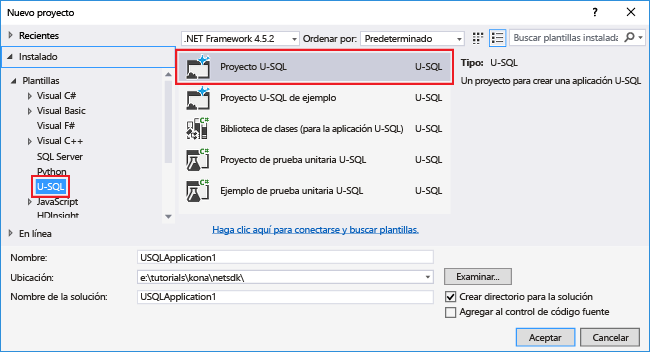 Nuevo proyecto
Recientes
.NET Framework 4.5.2
Ordenar por:
Predeterminado
Buscar plantillas instalada
Instalado
Plantillas
Visual C#
Visual Basic
Visual F#
Visual C++
SQL Server
Python
U-SQL
JavaScript
HDInsight
En línea
Proyecto U-SQL U-SQL
Proyecto U-SQL de ejemplo U-SQL
Biblioteca de clases (para la aplicación U-SQL) U-SQL
Proyecto de prueba unitaria U-SQL U-SQL
Ejemplo de prueba unitaria U-SQL U-SQL
Haga clic aquí para conectarse y buscar plantillas.
Tipo: U-SQL
Un proyecto para crear una aplicación U-SQL
Nombre: USQLApplication1
Ubicación: e:\tutorials\kona\netsdk\ Examinar...
Nombre de la solución: USQLApplication1
Crear directorio para la solución
Agregar al control de código fuente
Aceptar Cancelar